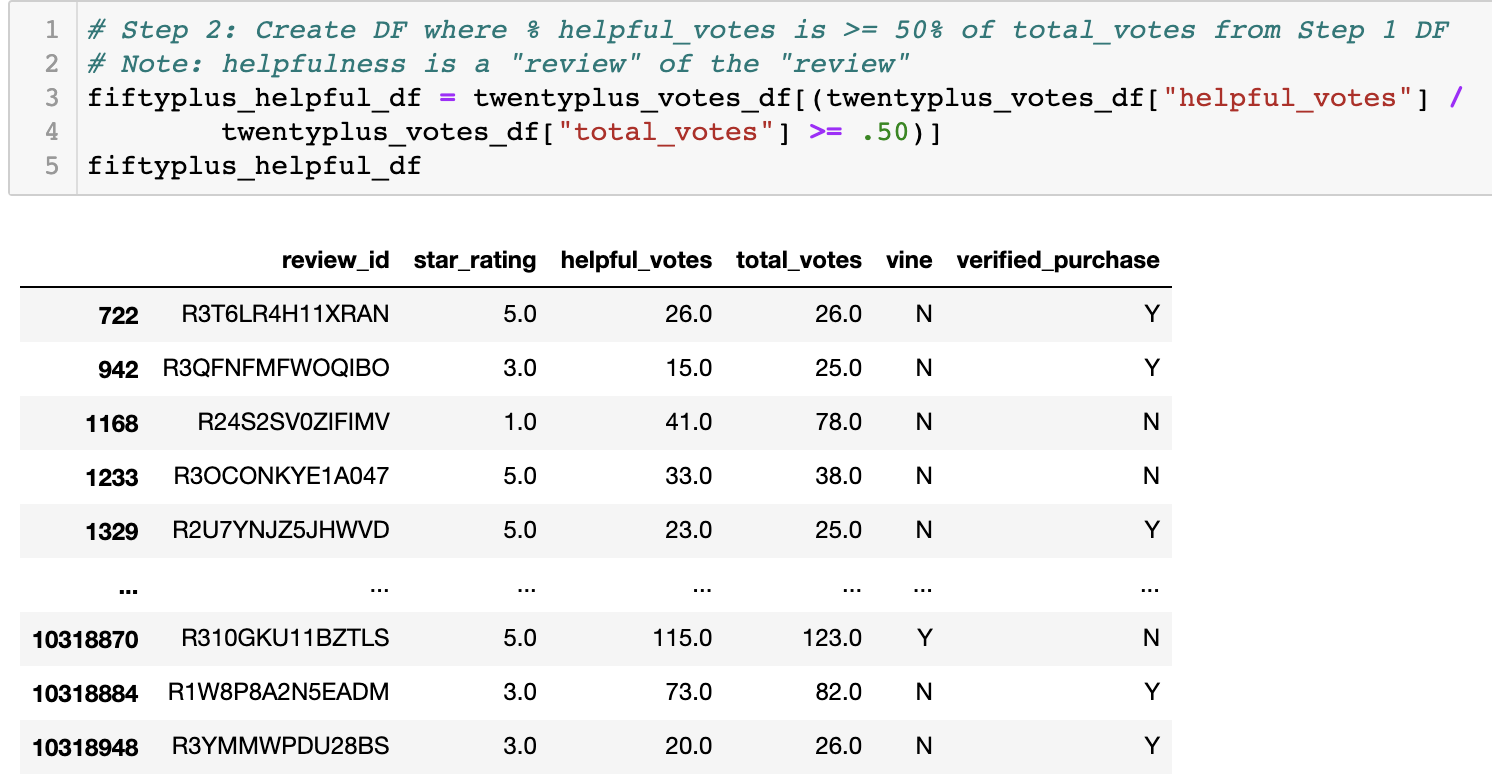 1 # Step 2: Create DF where % helpful_votes is >= 50% of total_votes from Step 1 DF
2 # Note: helpfulness is a "review" of the "review"
3 fiftyplus_helpful_df = twentyplus_votes_df[(twentyplus_votes_df["helpful_votes"] /
4         twentyplus_votes_df["total_votes"] >= .50)]
5 fiftyplus_helpful_df
review_id star_rating helpful_votes total_votes vine verified_purchase
722 R3T6LR4H11XRAN 5.0 26.0 26.0 N Y
942 R3QFNFMFWOQIBO 3.0 15.0 25.0 N Y
1168 R24S2SV0ZIFIMV 1.0 41.0 78.0 N N
1233 R3OCONKYE1A047 5.0 33.0 38.0 N N
1329 R2U7YNJZ5JHWVD 5.0 23.0 25.0 N Y
... ... ... ... ... ... ...
10318870 R310GKU11BZTLS 5.0 115.0 123.0 Y N
10318884 R1W8P8A2N5EADM 3.0 73.0 82.0 N Y
10318948 R3YMMWPDU28BS 3.0 20.0 26.0 N Y